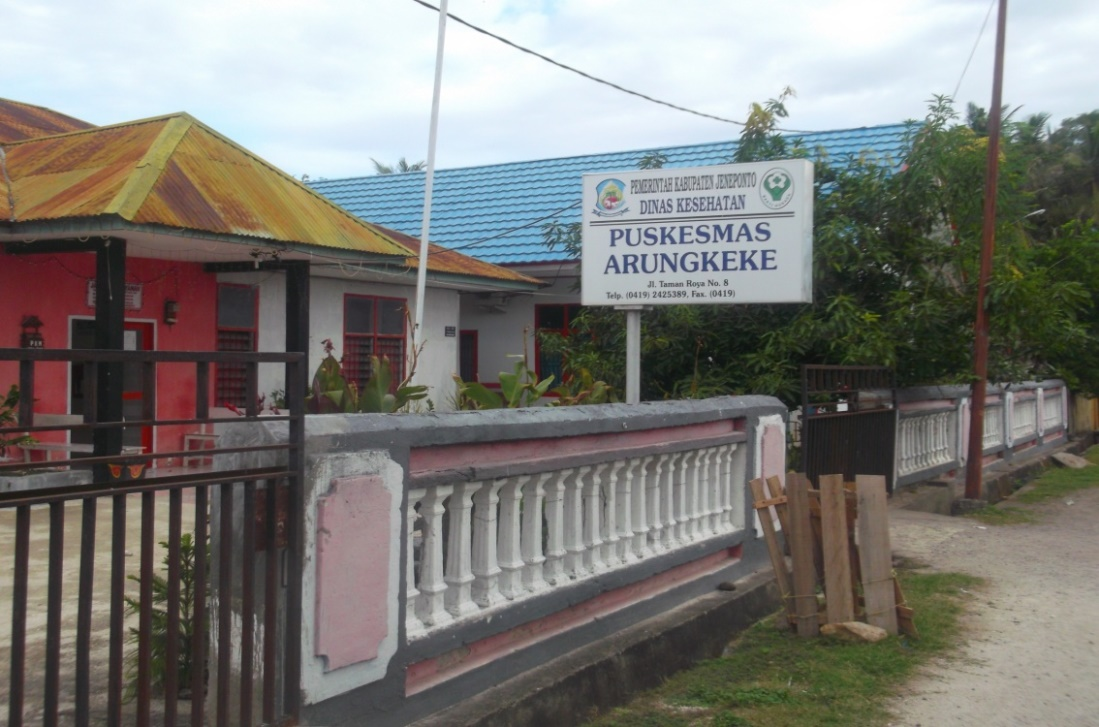 PEMERINTAH KABUPATEN JENEPONTO
DINAS KESEHATAN
PUSKESMAS
ARUNGKEKE
Jl. Taman Roya No. 8
Telp. (0419) 2425389, Fax. (0419)